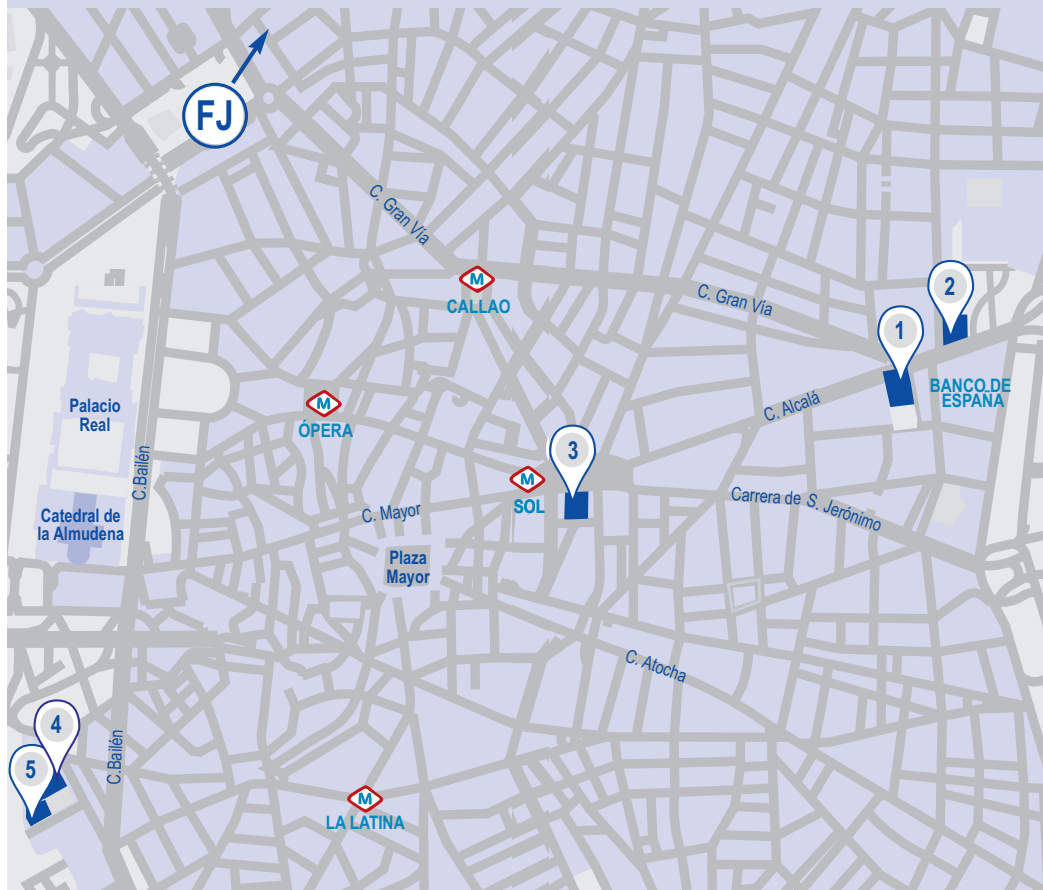 FJ
C. Gran Vía
M
CALLAO
C. Gran Vía
2
1
BANCO DE
ESPAÑA
Palacio
Real
M
ÓPERA
C. Alcalá
C.Bailén
3
M
SOL
Carrera de S. Jerónimo
C. Mayor
Catedral de
la Almudena
Plaza
Mayor
C. Atocha
4
5
C.Bailén
M
LA LATINA